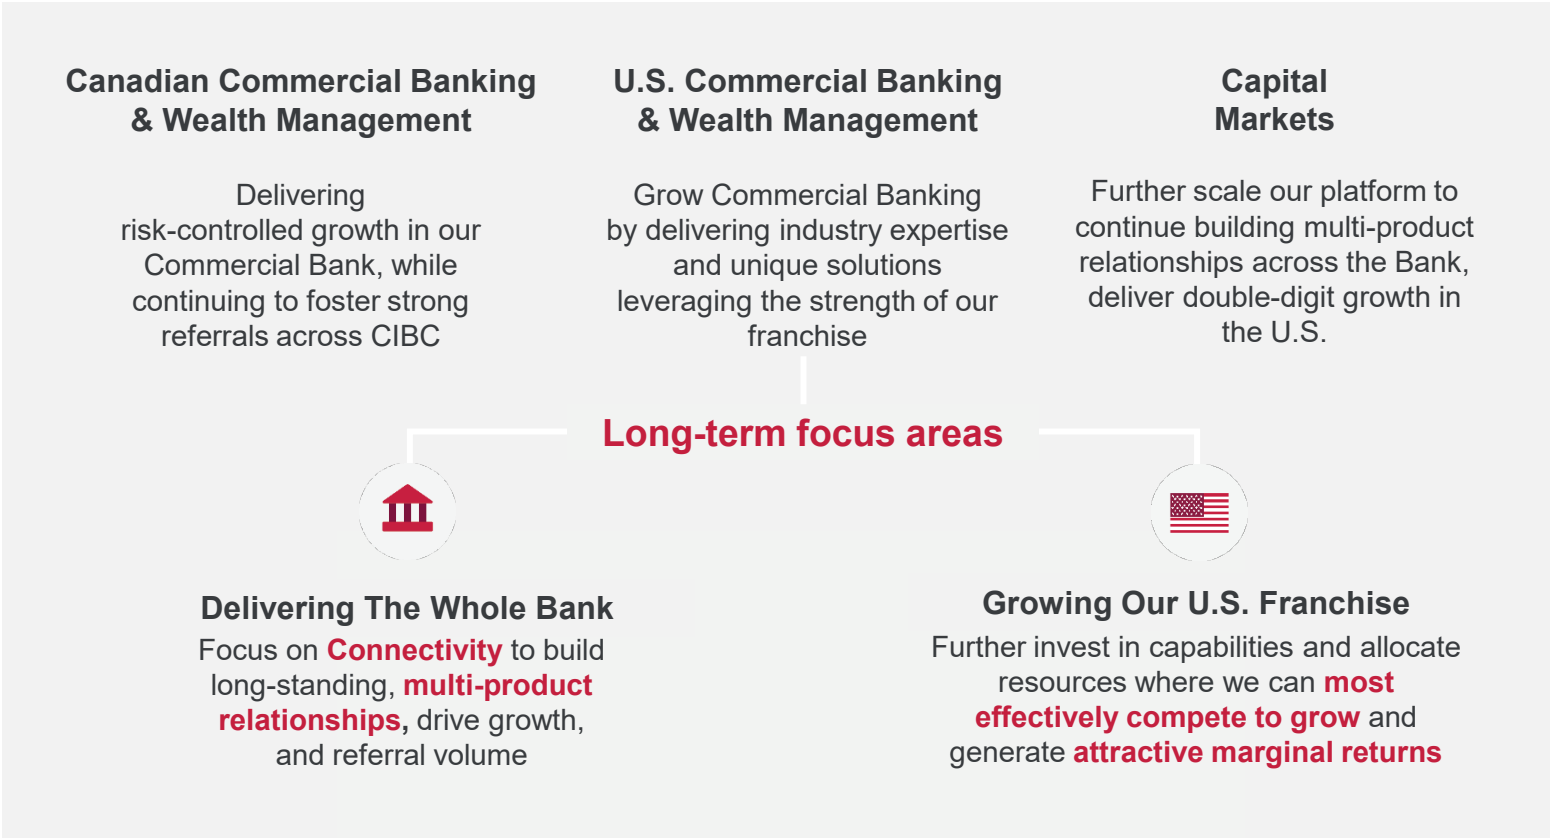 Canadian Commercial Banking
& Wealth Management
Delivering
risk-controlled growth in our
Commercial Bank, while
continuing to foster strong
referrals across CIBC
U.S. Commercial Banking
& Wealth Management
Grow Commercial Banking
by delivering industry expertise
and unique solutions
leveraging the strength of our
franchise
Capital
Markets
Further scale our platform to
continue building multi-product
relationships across the Bank,
deliver double-digit growth in
the U.S.
Long-term focus areas
Delivering The Whole Bank
Focus on Connectivity to build
long-standing, multi-product
relationships, drive growth,
and referral volume
Growing Our U.S. Franchise
Further invest in capabilities and allocate
resources where we can most
effectively compete to grow and
generate attractive marginal returns